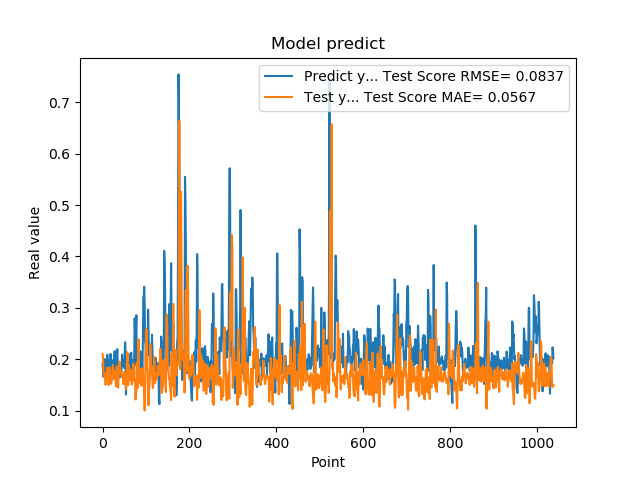 Model predict
Predict y... Test Score RMSE= 0.0837
Test y... Test Score MAE= 0.0567
0.7
0.6
0.5
0.4
0.3
0.2
0.1
Real value
0 200 400 600 800 1000
Point